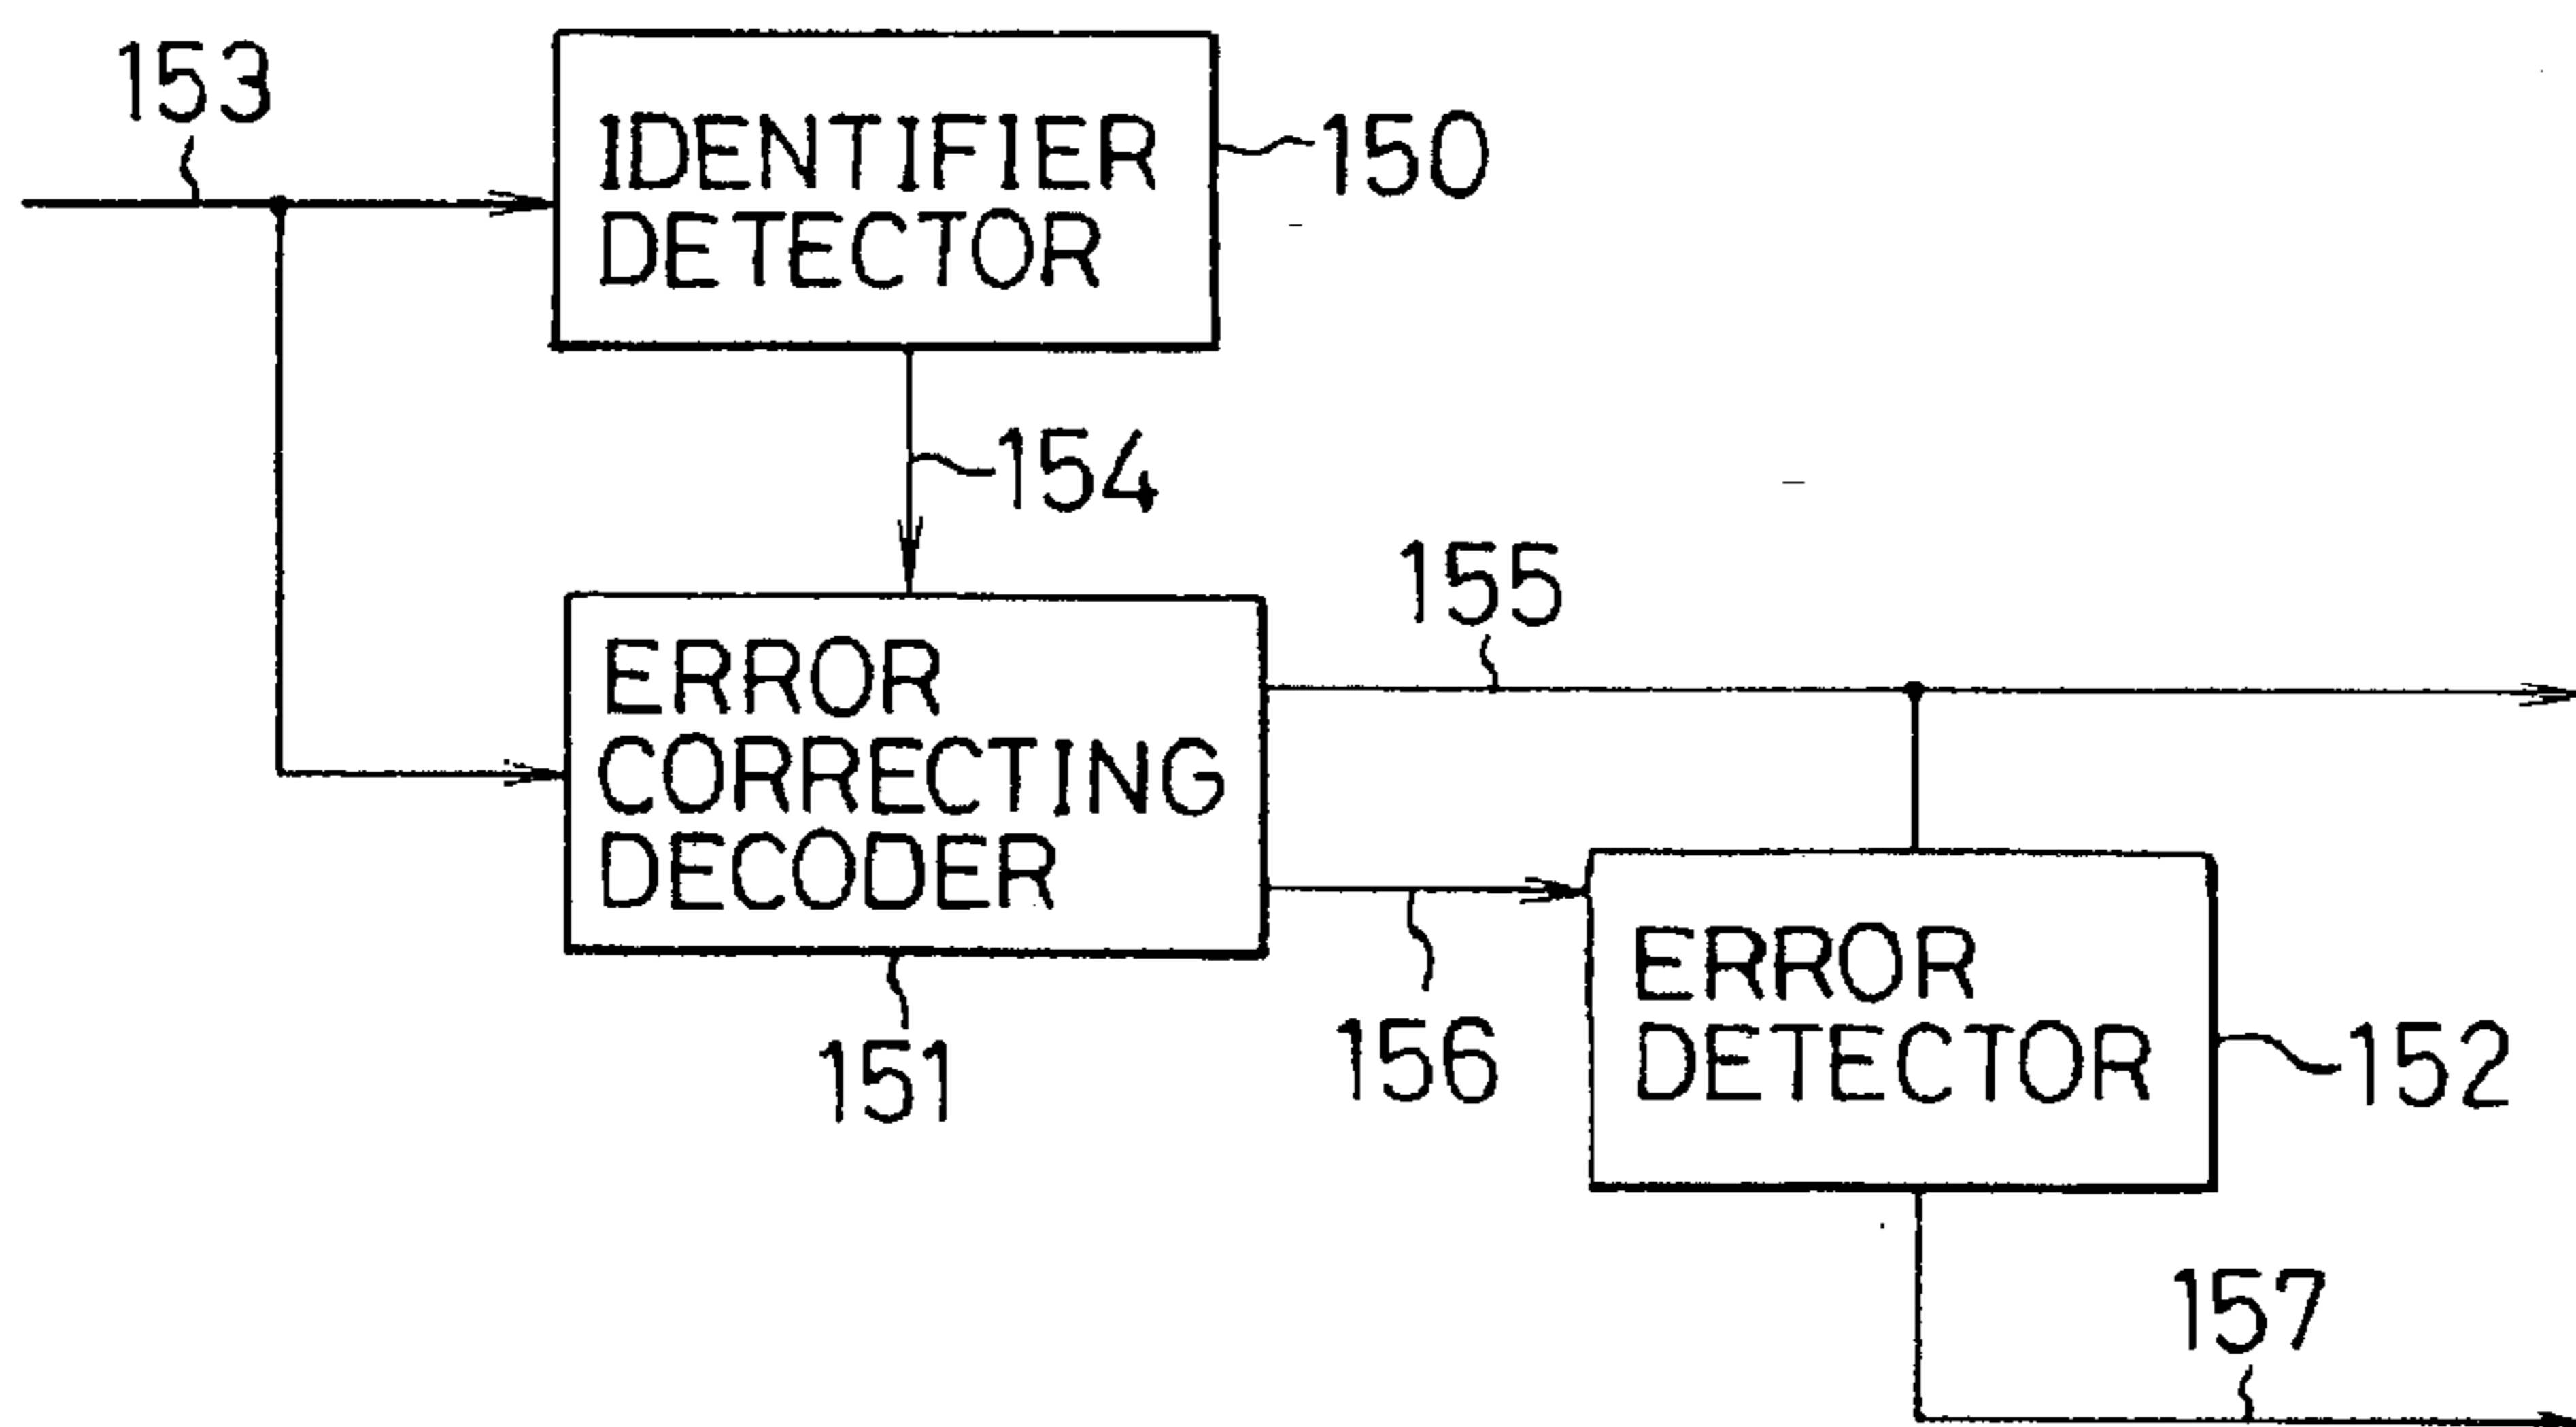 153
IDENTIFIER
DETECTOR
150
154
155
ERROR
CORRECTING
DECODER
151
156
ERROR
DETECTOR
152
157